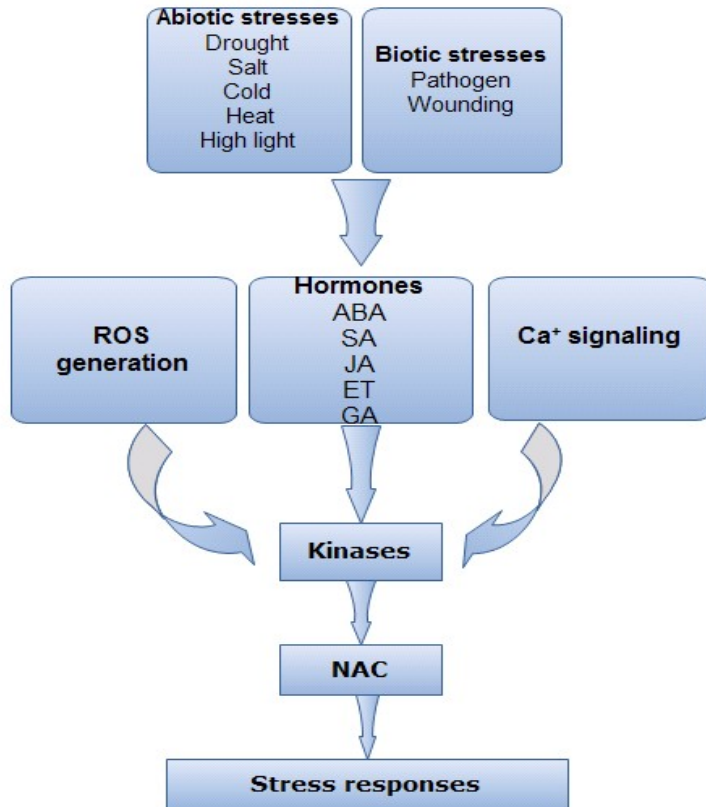 Abiotic stresses
Drought
Salt
Cold
Heat
High light
Biotic stresses
Pathogen
Wounding
ROS
generation
Hormones
ABA
SA
JA
ET
GA
Ca⁺ signaling
Kinases
NAC
Stress responses